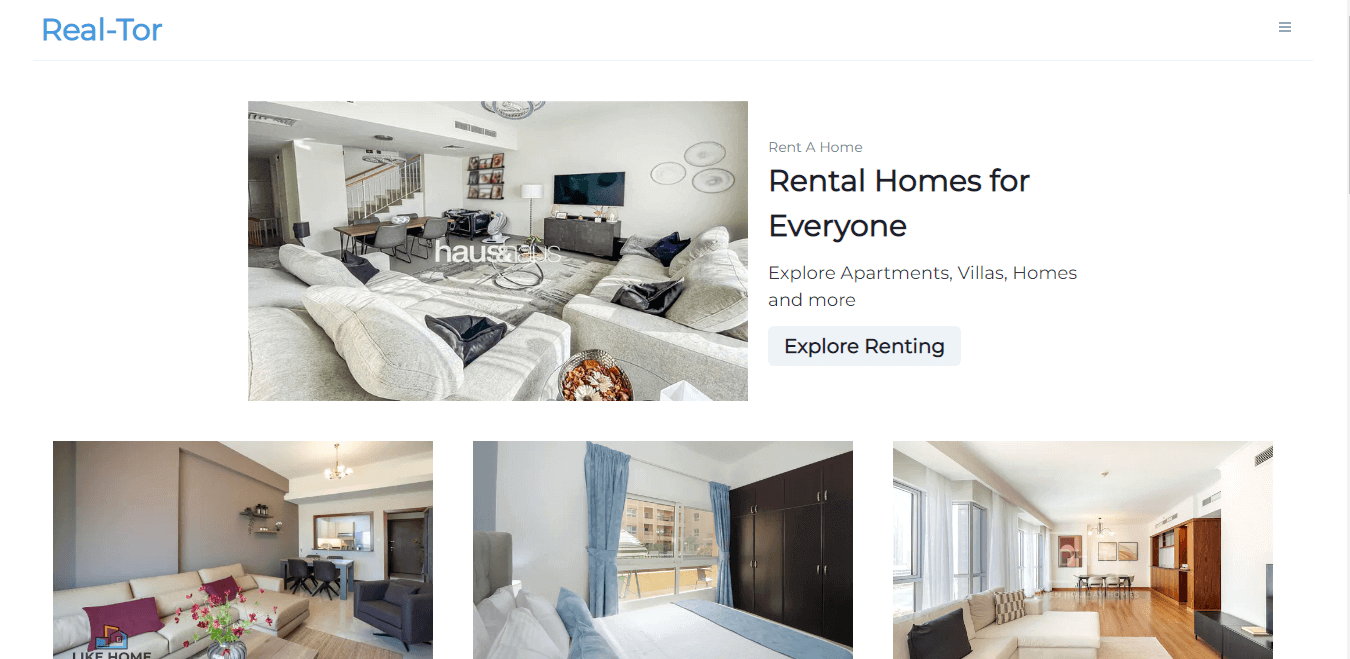 Real-Tor
haus&haus
Rent A Home
Rental Homes for
Everyone
Explore Apartments, Villas, Homes
and more
Explore Renting
LIKE HOME